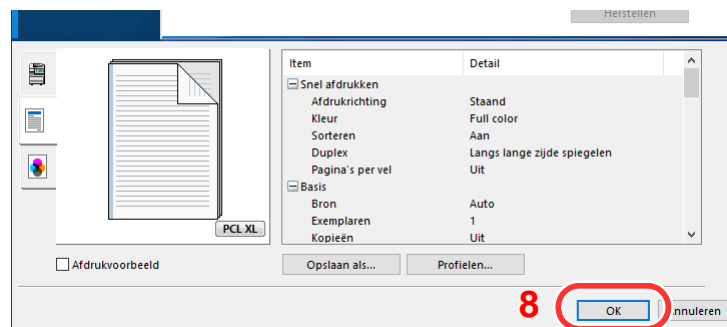 Herstellen
Item Detail
Snel afdrukken
Afdrukrichting Staand
Kleur Full color
Sorteren Aan
Duplex Langs lange zijde spiegelen
Pagina's per vel Uit
Basis
Bron Auto
Exemplaren 1
Kopieën Uit
PCL XL
Afdrukvoorbeeld Opslaan als... Profielen...
8 OK nnuleren